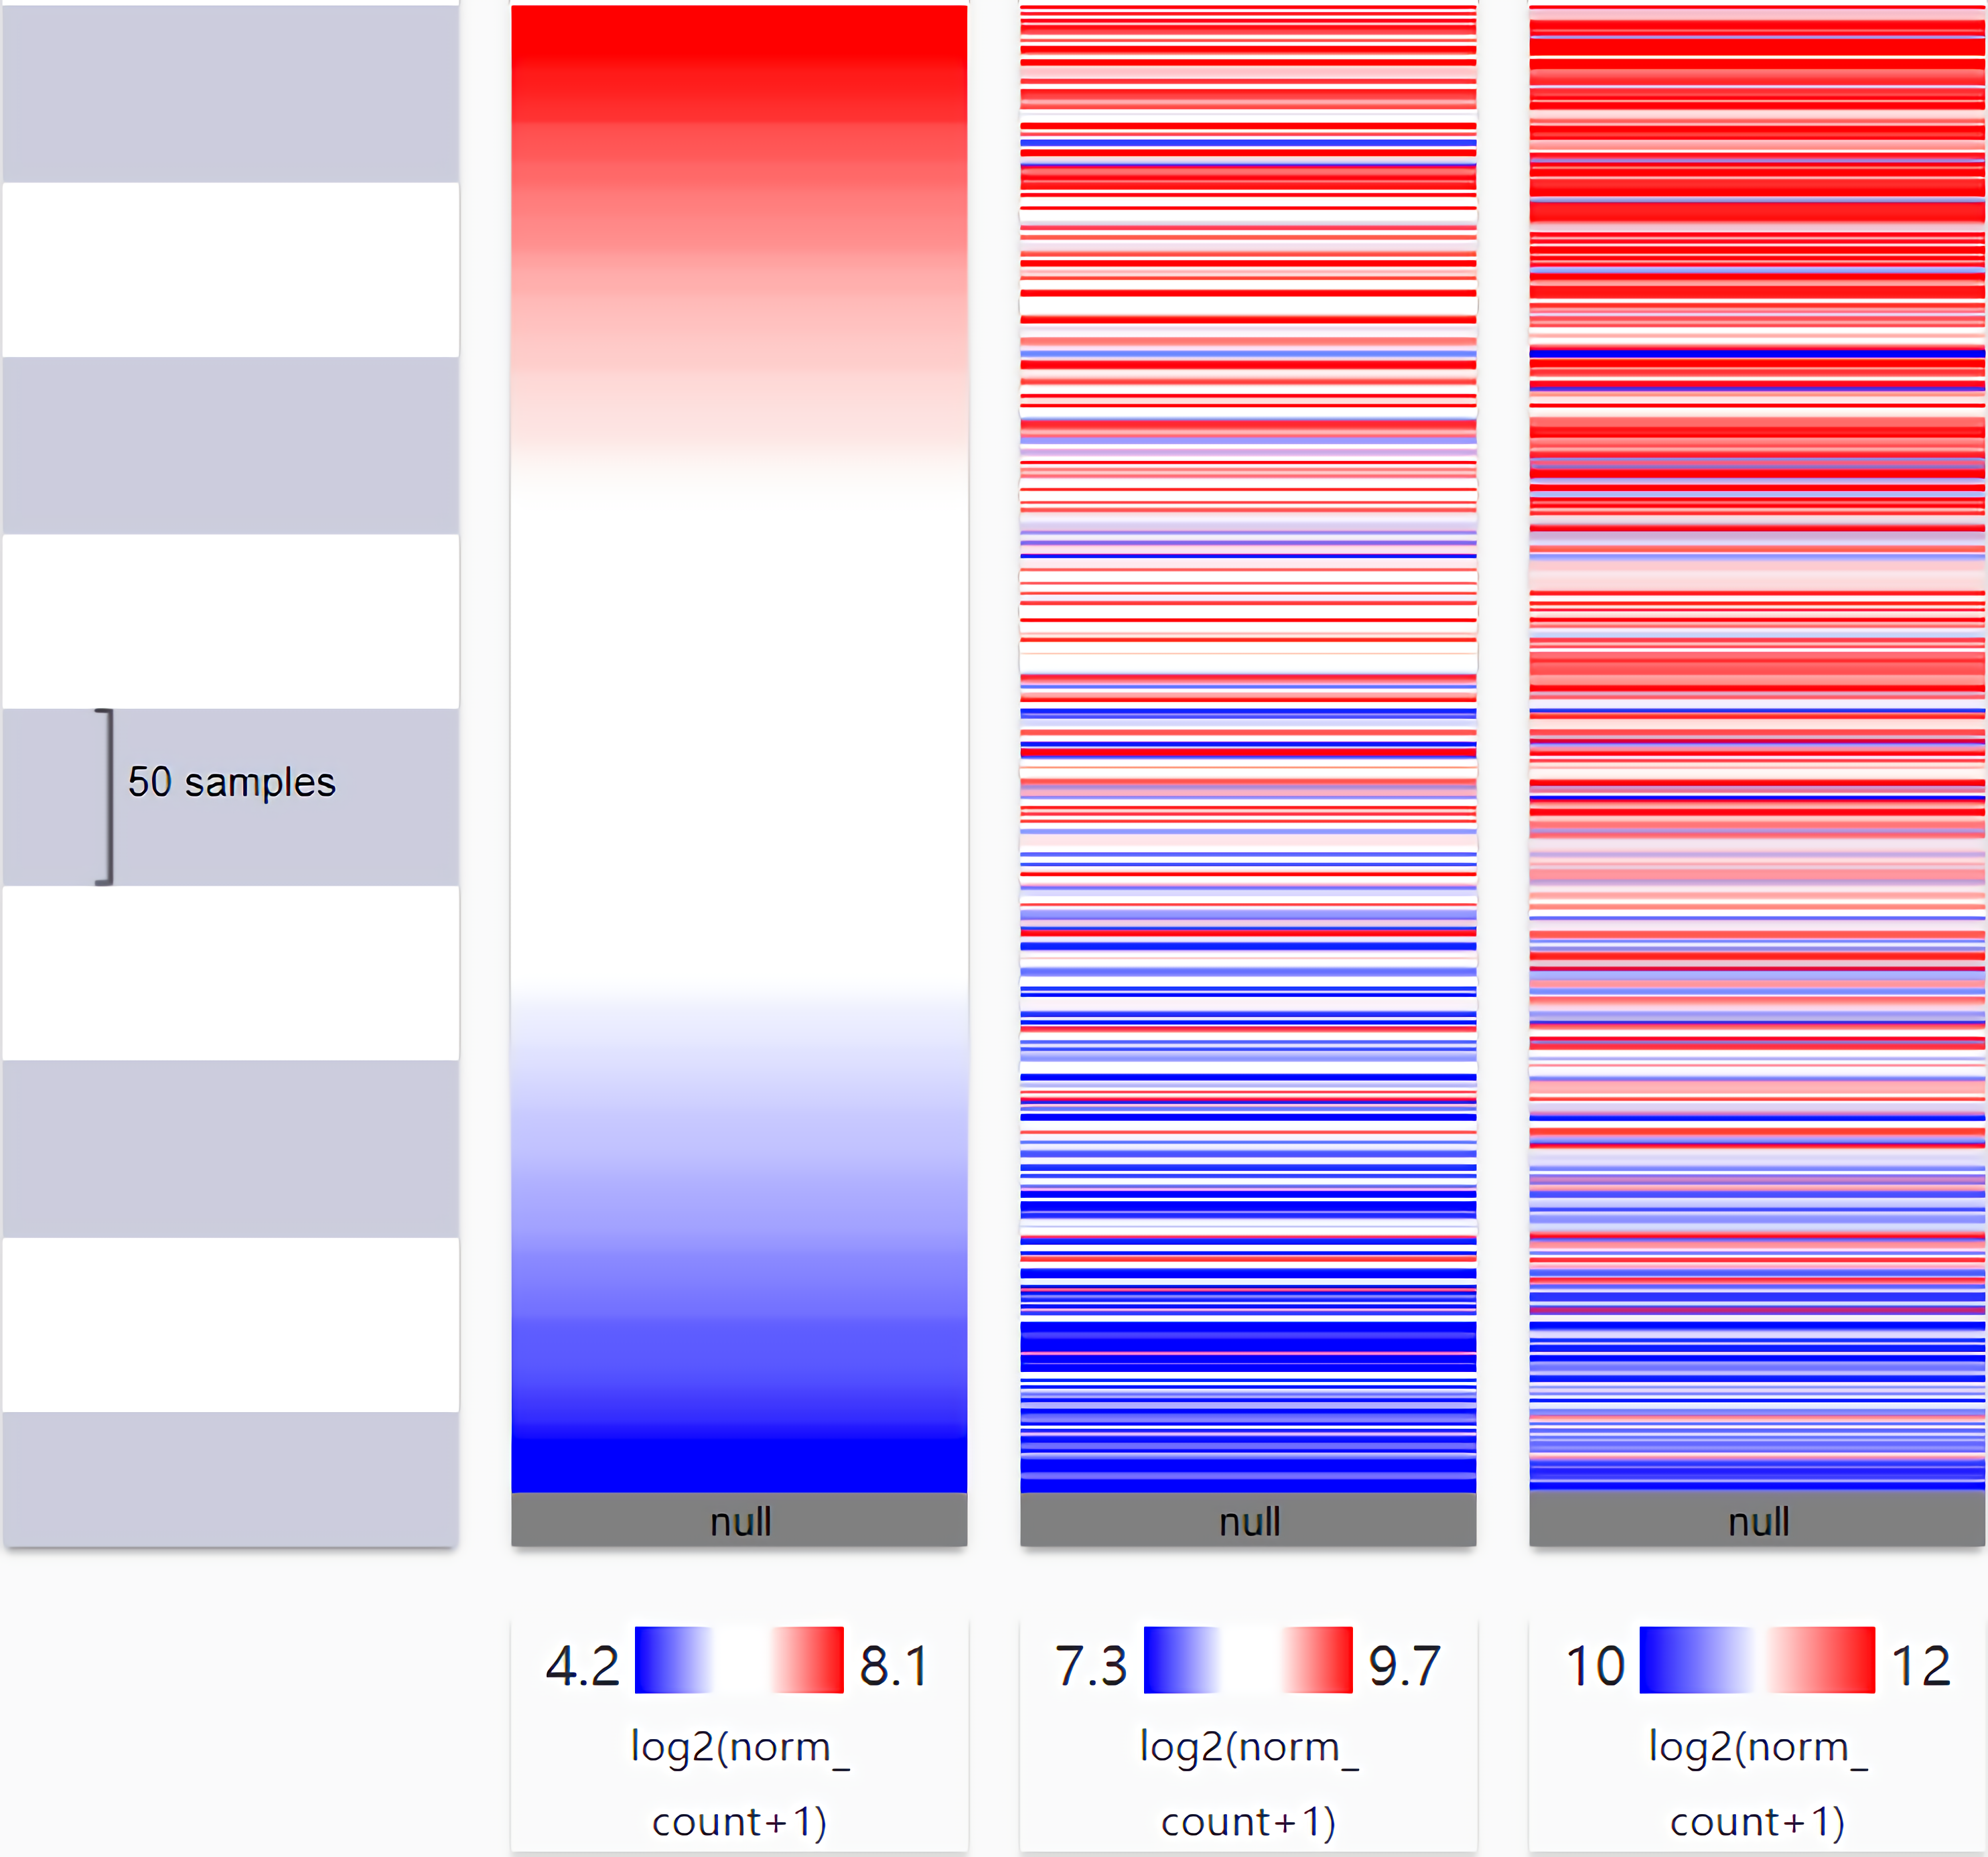 50 samples
null null null
4.2 8.1 7.3 9.7 10 12
log2(norm_ log2(norm_ log2(norm_
count+1) count+1) count+1)